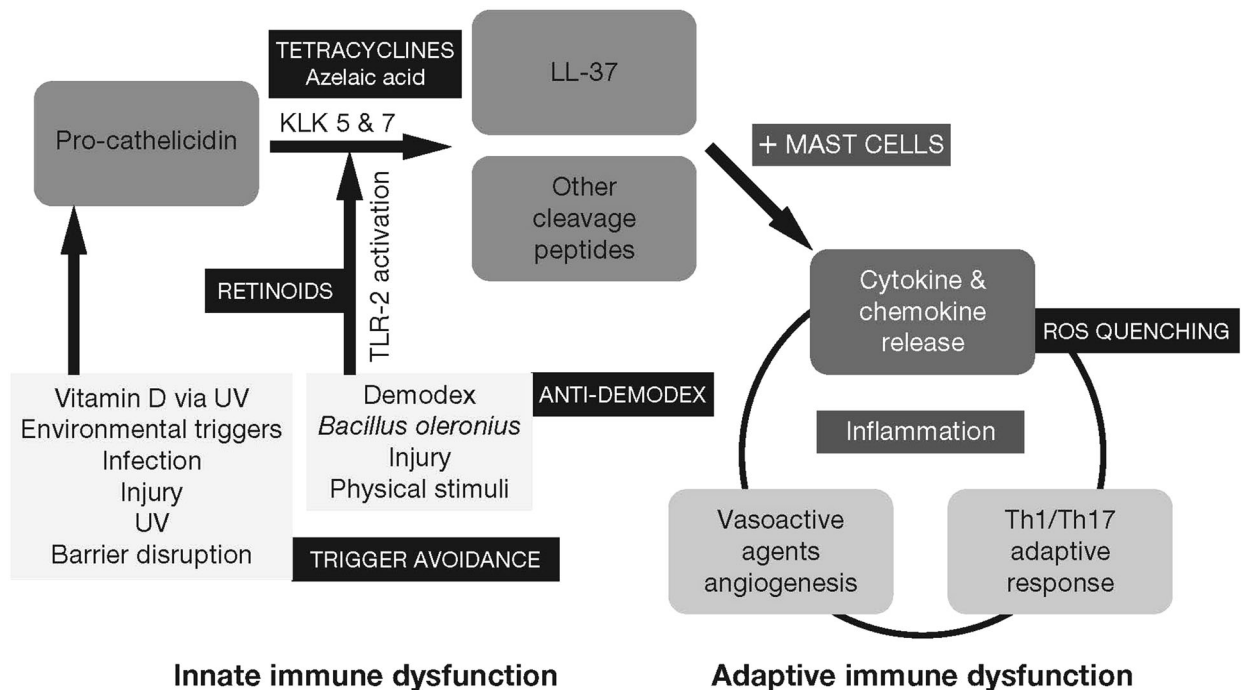 TETRACYCLINES
Azelaic acid
Pro-cathelicidin
KLK 5 & 7
LL-37
Other
cleavage
peptides
+ MAST CELLS
TLR-2 activation
RETINOIDS
Cytokine &
chemokine
release
ROS QUENCHING
Vitamin D via UV
Environmental triggers
Infection
Injury
UV
Barrier disruption
Demodex
Bacillus oleronius
Injury
Physical stimuli
ANTI-DEMODEX
TRIGGER AVOIDANCE
Inflammation
Vasoactive
agents
angiogenesis
Th1/Th17
adaptive
response
Innate immune dysfunction
Adaptive immune dysfunction